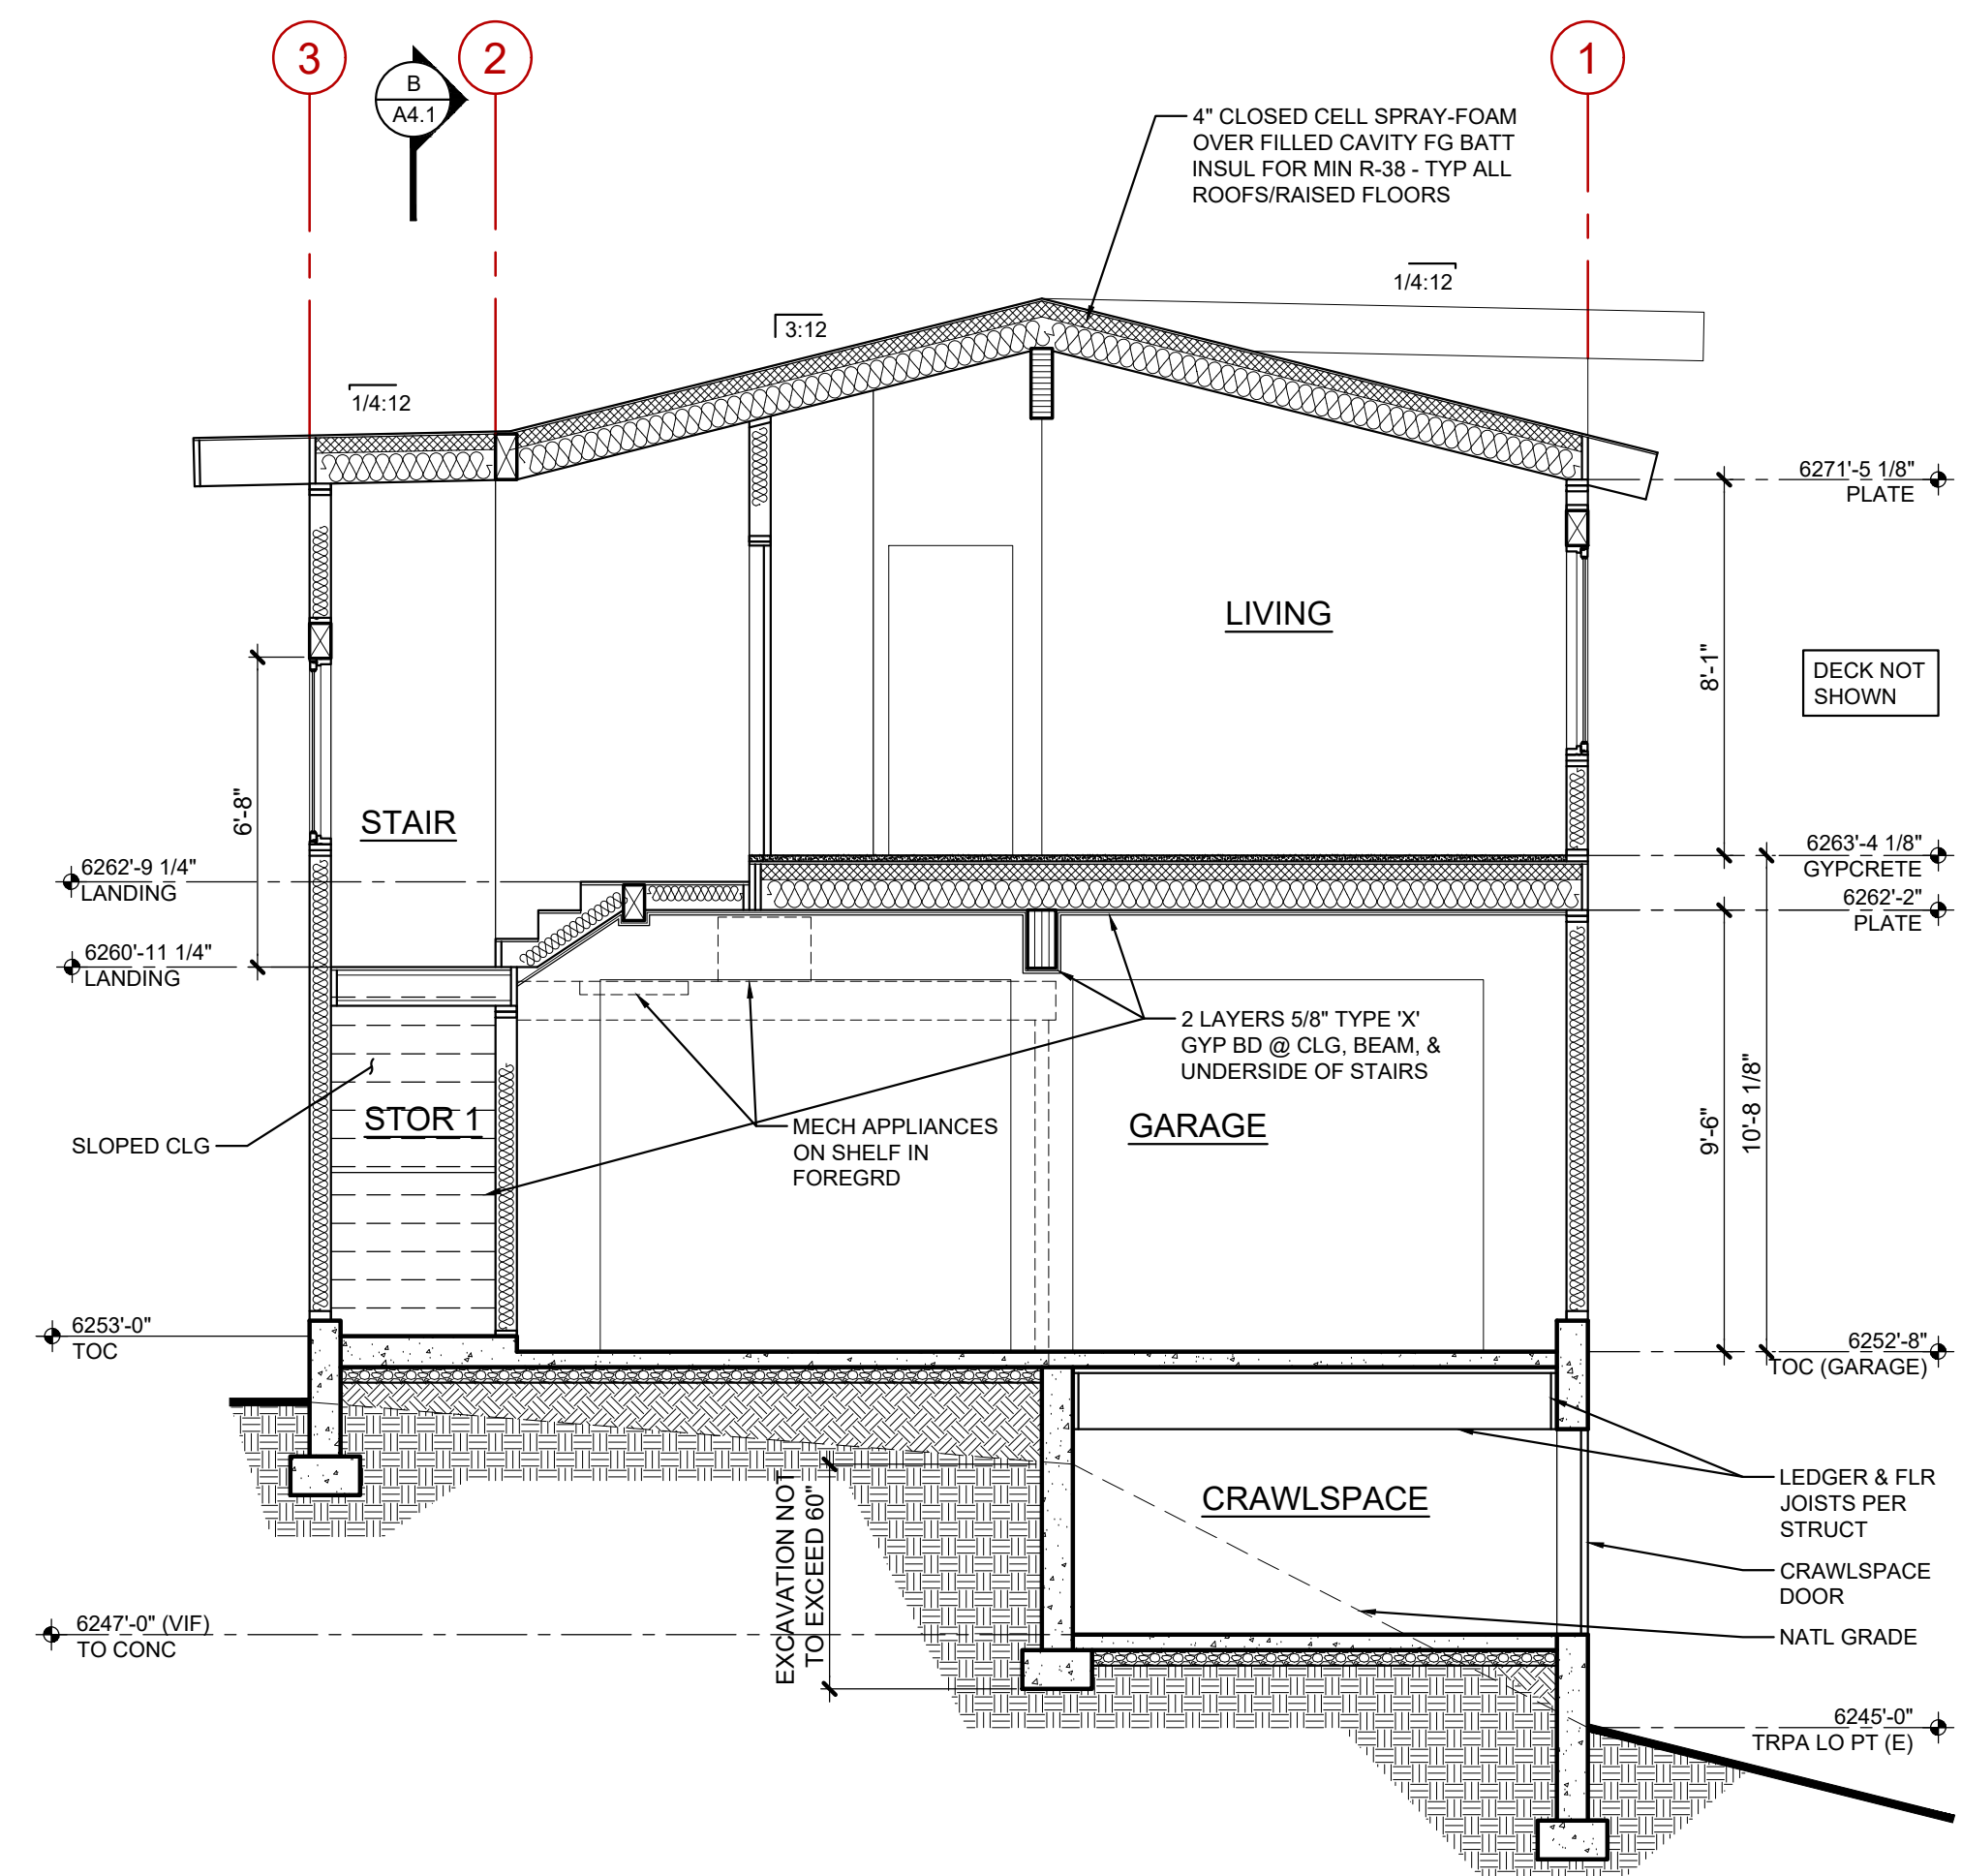 3
2
1
B
A4.1
4" CLOSED CELL SPRAY-FOAM
OVER FILLED CAVITY FG BATT
INSUL FOR MIN R-38 - TYP ALL
ROOFS/RAISED FLOORS
1/4:12
3:12
1/4:12
6271'-5 1/8"
PLATE
LIVING
8'-1"
DECK NOT
SHOWN
6'-8"
STAIR
6262'-9 1/4"
LANDING
6263'-4 1/8"
GYPCRETE
6262'-2"
PLATE
6260'-11 1/4"
LANDING
2 LAYERS 5/8" TYPE 'X'
GYP BD @ CLG, BEAM, &
UNDERSIDE OF STAIRS
SLOPED CLG
STOR 1
MECH APPLIANCES
ON SHELF IN
FOREGRD
GARAGE
9'-6"
10'-8 1/8"
6253'-0"
TOC
6252'-8"
TOC (GARAGE)
EXCAVATION NOT
TO EXCEED 60"
CRAWLSPACE
LEDGER & FLR
JOISTS PER
STRUCT
CRAWLSPACE
DOOR
NATL GRADE
6247'-0" (VIF)
TO CONC
6245'-0"
TRPA LO PT (E)